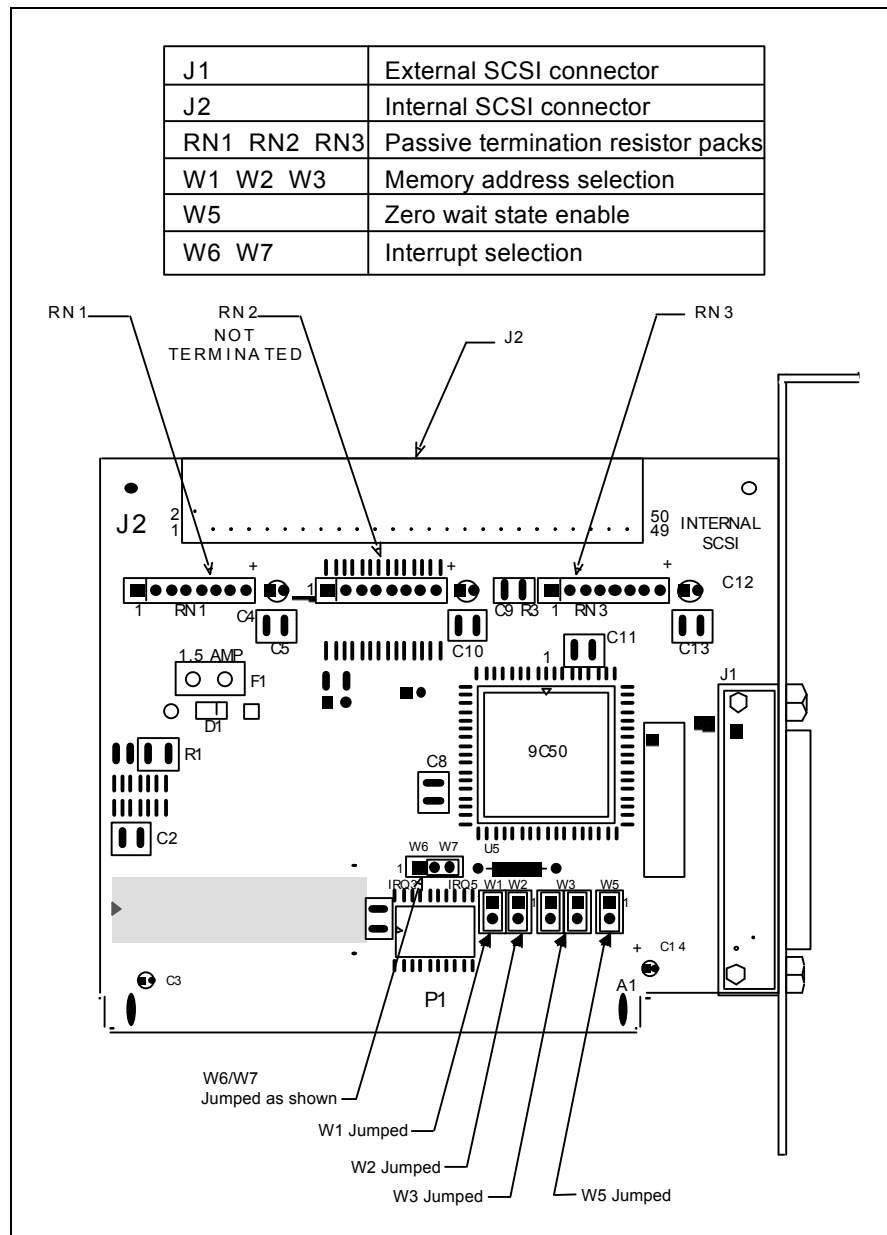 J1 External SCSI connector
J2 Internal SCSI connector
RN1 RN2 RN3 Passive termination resistor packs
W1 W2 W3 Memory address selection
W5 Zero wait state enable
W6 W7 Interrupt selection
RN1
RN2
NOT
TERMINATED
J2
RN3
J2
2
1
50
49
INTERNAL
SCSI
+
+
+
1
RN1
C4
1
C9
R3
1
RN3
C12
C5
C10
C11
C13
1
1.5 AMP
F1
D1
J1
R1
9C50
C8
C2
W6 W7
U5
1
IRQ3
IRQ5
W1 W2
W3
W5
1
1
+
C14
C3
P1
A1
W6/W7
Jumped as shown
W1 Jumped
W2 Jumped
W3 Jumped
W5 Jumped